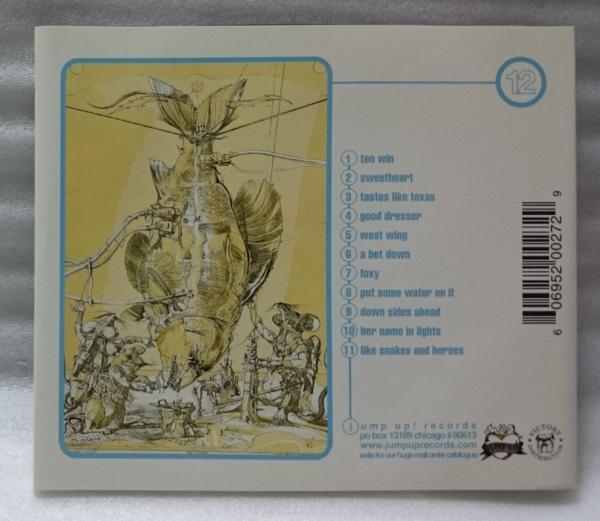 12
1 ten win
2 sweetheart
3 tastes like texas
4 good dresser
5 west wing
6 a bet down
7 foxy
8 put some water on it
9 down sides ahead
10 her name in lights
11 like snakes and horses
jump up! records
po box 13189 chicago il 60613
www.jumpuprecords.com
write for our huge mail order catalogue.
JUMP UP
VICTORY
DISTRIBUTION
6 06952 00272 9